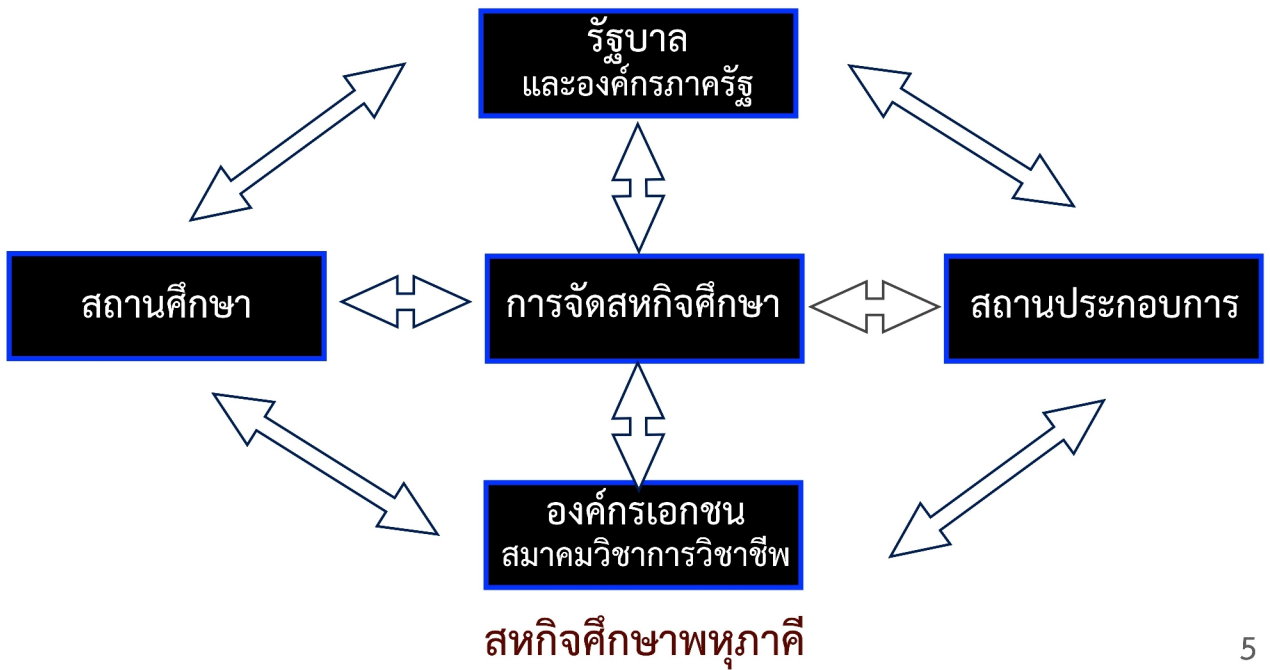 รัฐบาล
และองค์กรภาครัฐ
สถานศึกษา
การจัดสหกิจศึกษา
สถานประกอบการ
องค์กรเอกชน
สมาคมวิชาการวิชาชีพ
สหกิจศึกษาพหุภาคี
5